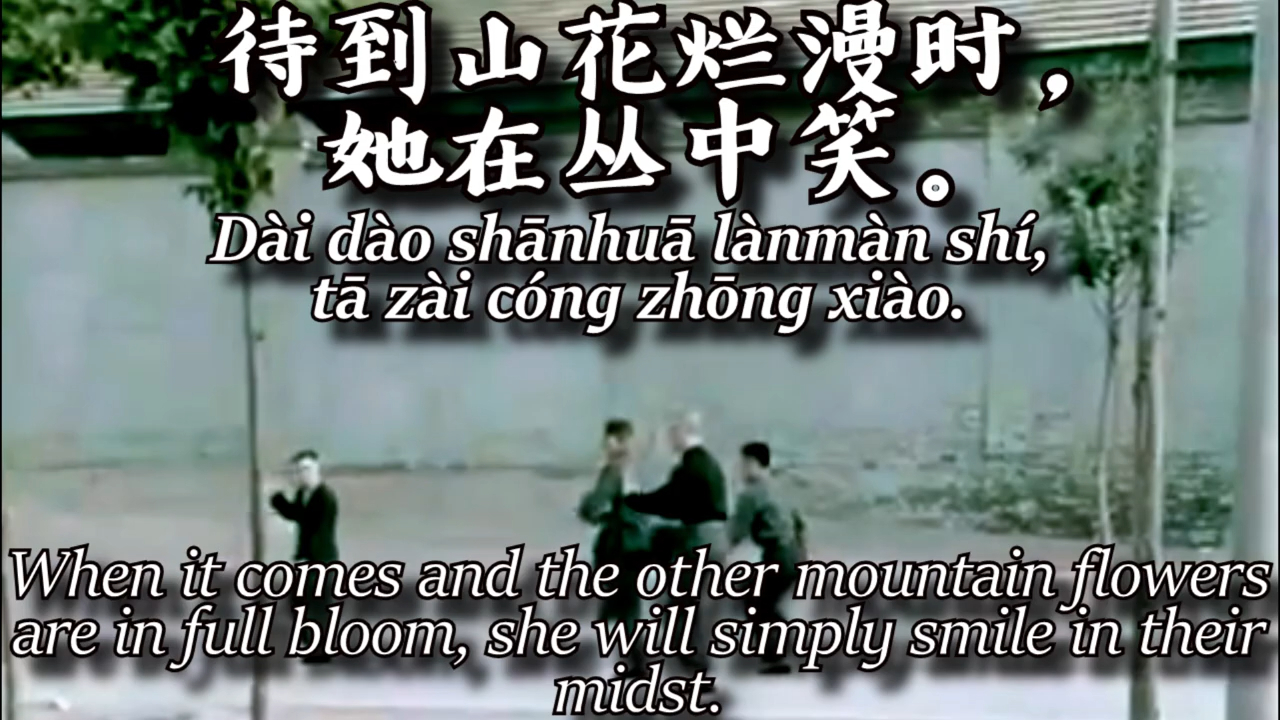 待到山花烂漫时，
她在丛中笑。
Dài dào shānhuā lànmàn shí,
tā zài cóng zhōng xiào.
When it comes and the other mountain flowers
are in full bloom, she will simply smile in their
midst.